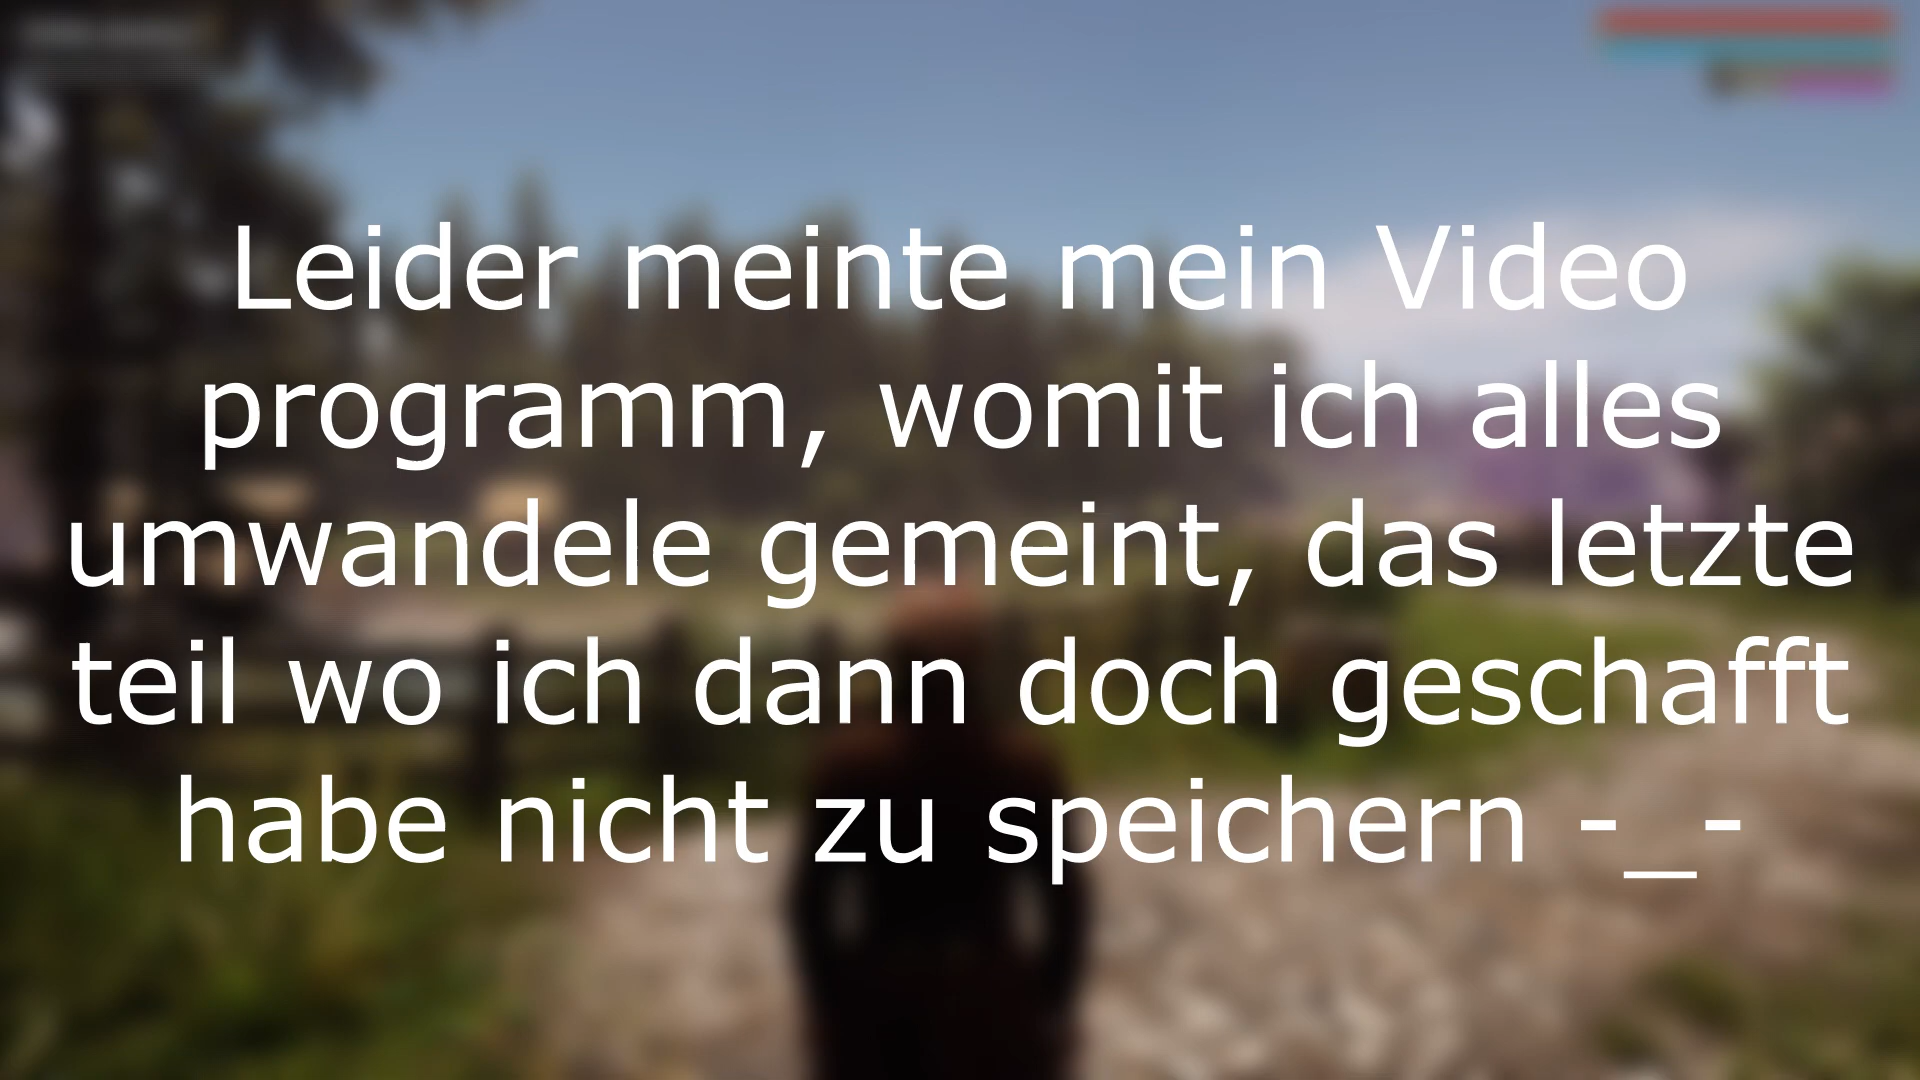 Leider meinte mein Video
programm, womit ich alles
umwandele gemeint, das letzte
teil wo ich dann doch geschafft
habe nicht zu speichern -_-